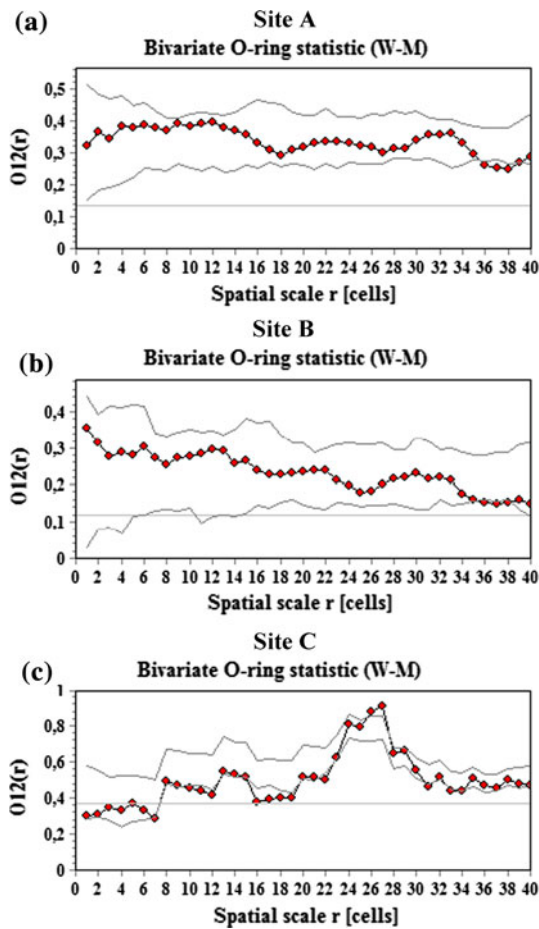 (a)
Site A
Bivariate O-ring statistic (W-M)
O12(r)
0,5
0,4
0,3
0,2
0,1
0
0 2 4 6 8 10 12 14 16 18 20 22 24 26 28 30 32 34 36 38 40
Spatial scale r [cells]
Site B
(b)
Bivariate O-ring statistic (W-M)
O12(r)
0,4
0,3
0,2
0,1
0
0 2 4 6 8 10 12 14 16 18 20 22 24 26 28 30 32 34 36 38 40
Spatial scale r [cells]
Site C
(c)
Bivariate O-ring statistic (W-M)
O12(r)
1
0,8
0,6
0,4
0,2
0
0 2 4 6 8 10 12 14 16 18 20 22 24 26 28 30 32 34 36 38 40
Spatial scale r [cells]